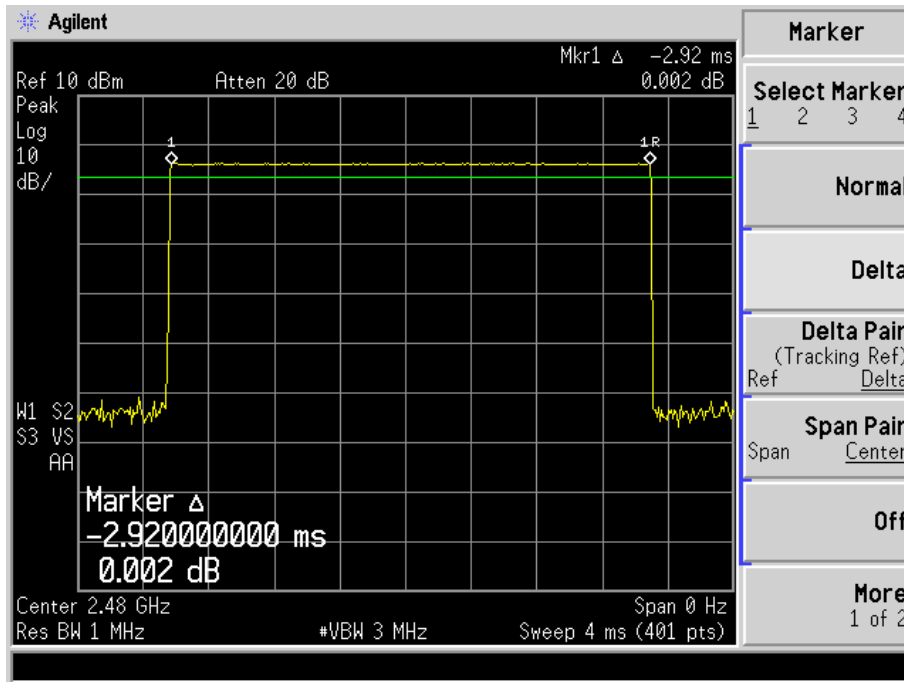 Agilent
Mkr1 Δ -2.92 ms
Ref 10 dBm Atten 20 dB 0.002 dB
Peak
Log
10
dB/
1
1R
W1 S2
S3 VS
AA
Marker Δ
-2.920000000 ms
0.002 dB
Center 2.48 GHz Span 0 Hz
Res BW 1 MHz #VBW 3 MHz Sweep 4 ms (401 pts)
Marker
Select Marker
1 2 3 4
Normal
Delta
Delta Pair
(Tracking Ref)
Ref Delta
Span Pair
Span Center
Off
More
1 of 2